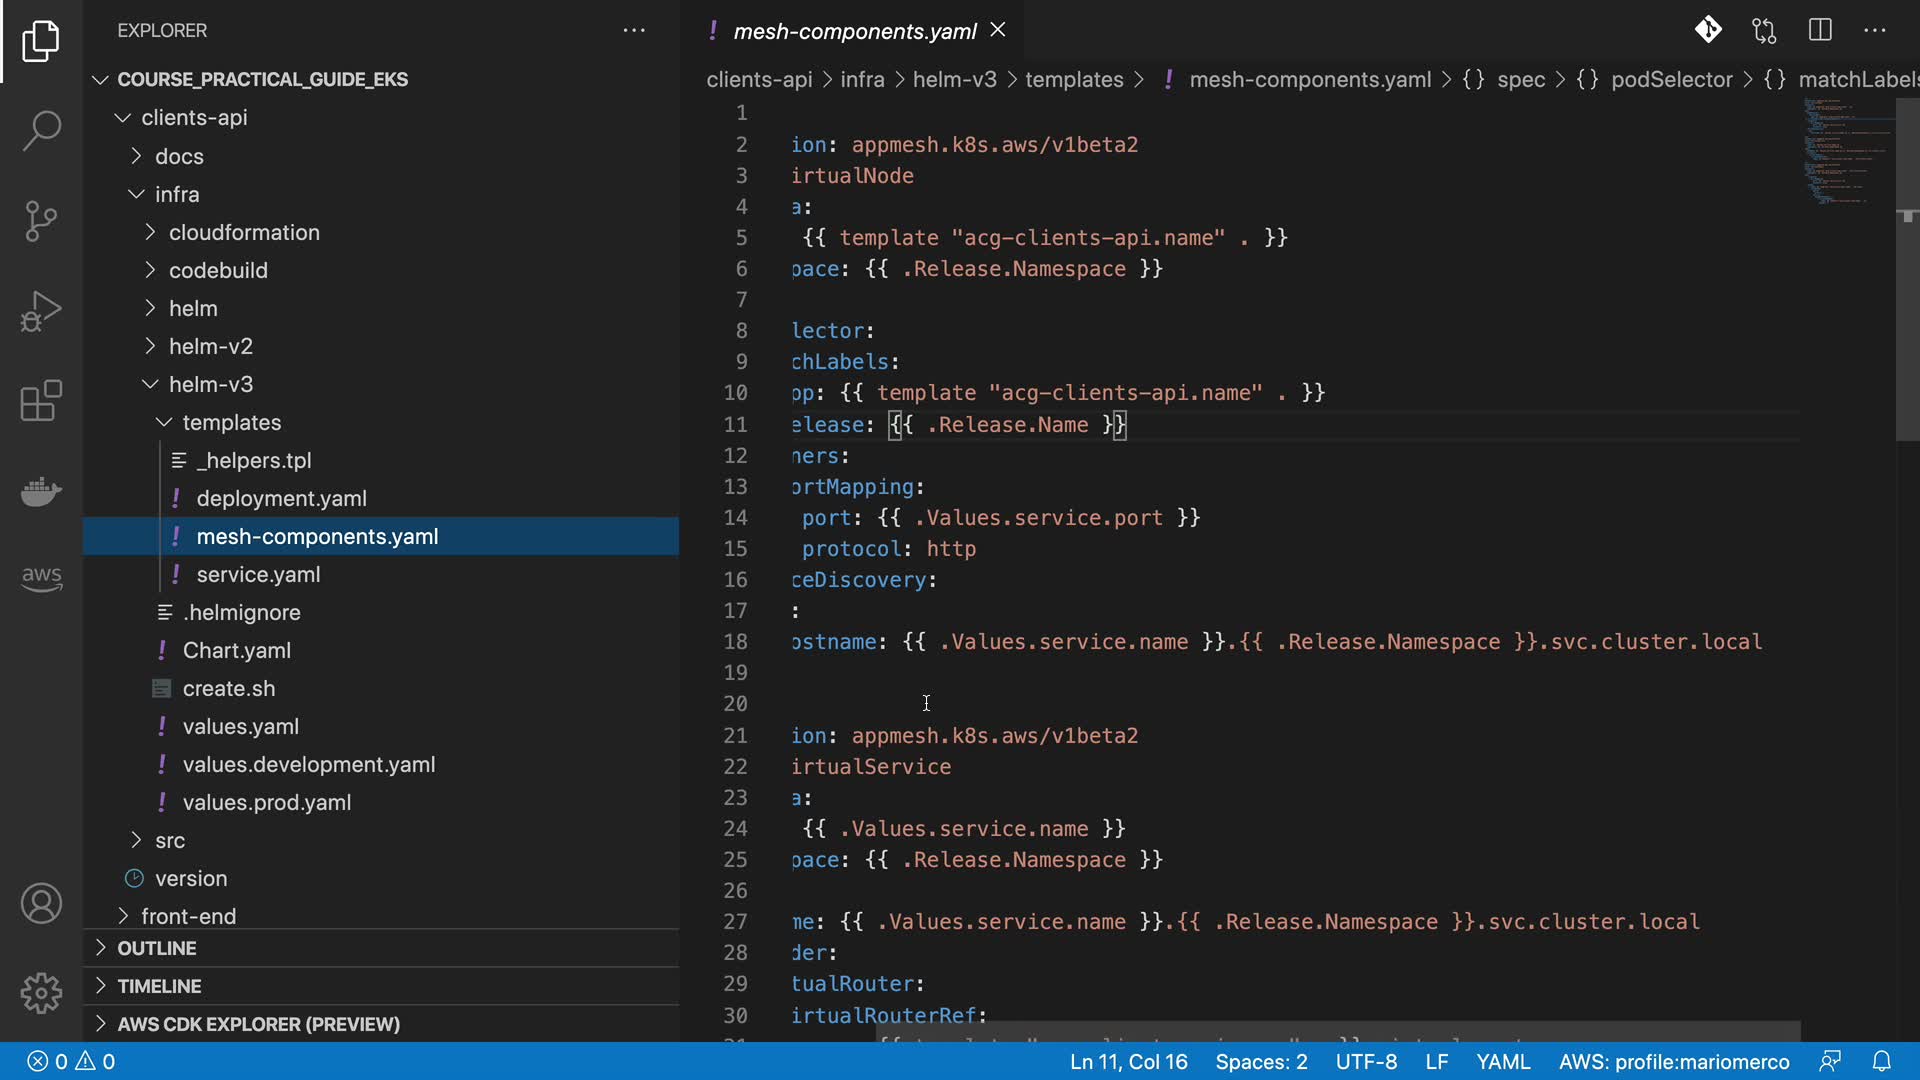 EXPLORER
COURSE_PRACTICAL_GUIDE_EKS
clients-api
docs
infra
cloudformation
codebuild
helm
helm-v2
helm-v3
templates
_helpers.tpl
deployment.yaml
mesh-components.yaml
service.yaml
.helmignore
Chart.yaml
create.sh
values.yaml
values.development.yaml
values.prod.yaml
src
version
front-end
OUTLINE
TIMELINE
AWS CDK EXPLORER (PREVIEW)
aws
! mesh-components.yaml
clients-api > infra > helm-v3 > templates > ! mesh-components.yaml > {} spec > {} podSelector > {} matchLabels
1
2 ion: appmesh.k8s.aws/v1beta2
3 irtualNode
4 a:
5 {{ template "acg-clients-api.name" . }}
6 pace: {{ .Release.Namespace }}
7
8 lector:
9 chLabels:
10 pp: {{ template "acg-clients-api.name" . }}
11 elease: {{ .Release.Name }}
12 ners:
13 ortMapping:
14 port: {{ .Values.service.port }}
15 protocol: http
16 ceDiscovery:
17 :
18 ostname: {{ .Values.service.name }}.{{ .Release.Namespace }}.svc.cluster.local
19
20
21 ion: appmesh.k8s.aws/v1beta2
22 irtualService
23 a:
24 {{ .Values.service.name }}
25 pace: {{ .Release.Namespace }}
26
27 me: {{ .Values.service.name }}.{{ .Release.Namespace }}.svc.cluster.local
28 der:
29 tualRouter:
30 irtualRouterRef:
0 0
Ln 11, Col 16 Spaces: 2 UTF-8 LF YAML AWS: profile:mariomerco